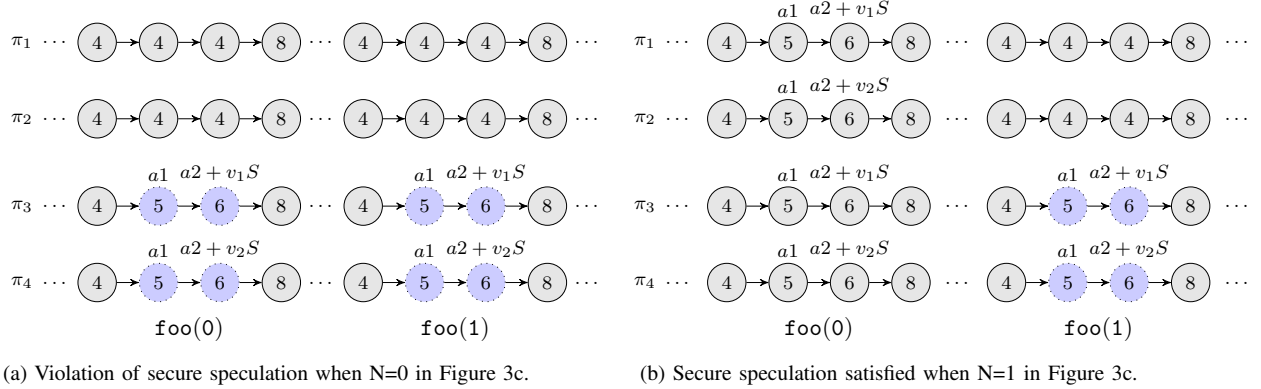 a1 a2 + v₁S
π₁ ··· 4 4 4 8 ··· 4 4 4 8 ··· π₁ ··· 4 5 6 8 ··· 4 4 4 8 ···
a1 a2 + v₂S
π₂ ··· 4 4 4 8 ··· 4 4 4 8 ··· π₂ ··· 4 5 6 8 ··· 4 4 4 8 ···
a1 a2 + v₁S a1 a2 + v₁S a1 a2 + v₁S a1 a2 + v₁S
π₃ ··· 4 5 6 8 ··· 4 5 6 8 ··· π₃ ··· 4 5 6 8 ··· 4 5 6 8 ···
a1 a2 + v₂S a1 a2 + v₂S a1 a2 + v₂S a1 a2 + v₂S
π₄ ··· 4 5 6 8 ··· 4 5 6 8 ··· π₄ ··· 4 5 6 8 ··· 4 5 6 8 ···
foo(0) foo(1) foo(0) foo(1)
(a) Violation of secure speculation when N=0 in Figure 3c. (b) Secure speculation satisfied when N=1 in Figure 3c.